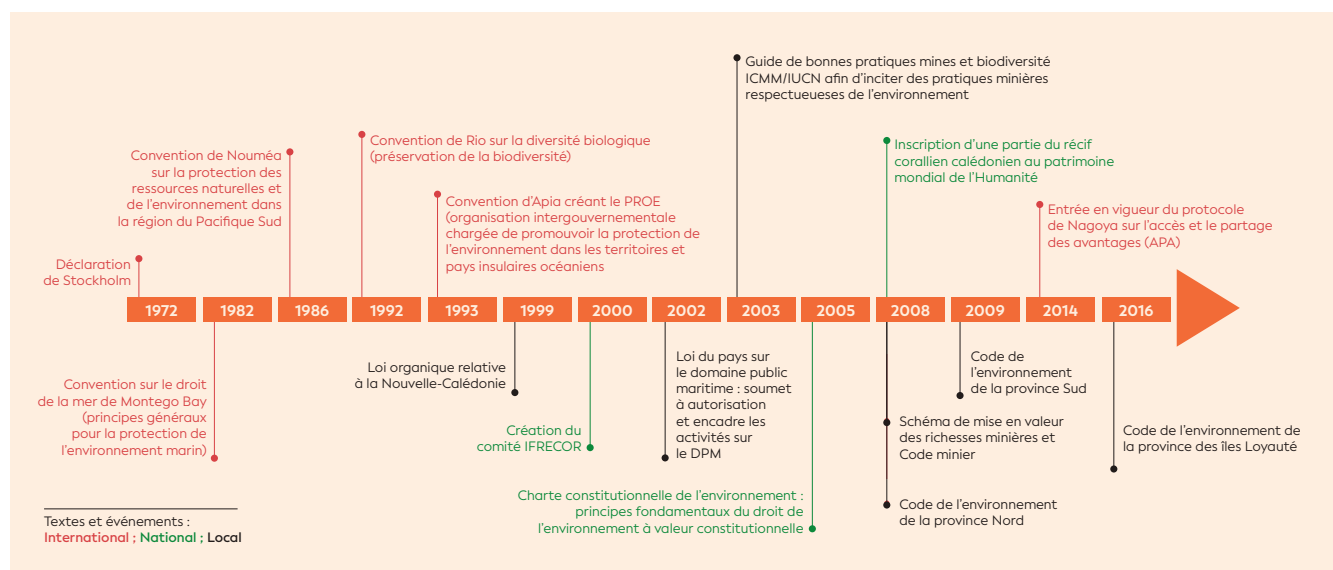 Guide de bonnes pratiques mines et biodiversité
ICMM/IUCN afin d'inciter des pratiques minières
respectueueses de l'environnement
Convention de Rio sur la diversité biologique
(préservation de la biodiversité)
Inscription d'une partie du récif
corallien calédonien au patrimoine
mondial de l'Humanité
Convention de Nouméa
sur la protection des
ressources naturelles et
de l'environnement dans
la région du Pacifique Sud
Convention d'Apia créant le PROE
(organisation intergouvernementale
chargée de promouvoir la protection de
l'environnement dans les territoires et
pays insulaires océaniens
Entrée en vigueur du protocole
de Nagoya sur l'accès et le partage
des avantages (APA)
Déclaration
de Stockholm
1972 1982 1986 1992 1993 1999 2000 2002 2003 2005 2008 2009 2014 2016
Loi organique relative
à la Nouvelle-Calédonie
Loi du pays sur
le domaine public
maritime : soumet
à autorisation
et encadre les
activités sur
le DPM
Code de
l'environnement
de la province Sud
Convention sur le droit
de la mer de Montego Bay
(principes généraux
pour la protection de
l'environnement marin)
Création du
comité IFRECOR
Schéma de mise en valeur
des richesses minières et
Code minier
Code de l'environnement de
la province des îles Loyauté
Charte constitutionnelle de l'environnement :
principes fondamentaux du droit de
l'environnement à valeur constitutionnelle
Code de l'environnement
de la province Nord
Textes et événements :
International ; National ; Local